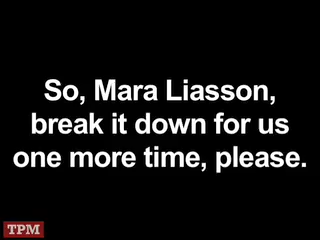 So, Mara Liasson,
break it down for us
one more time, please.
TPM